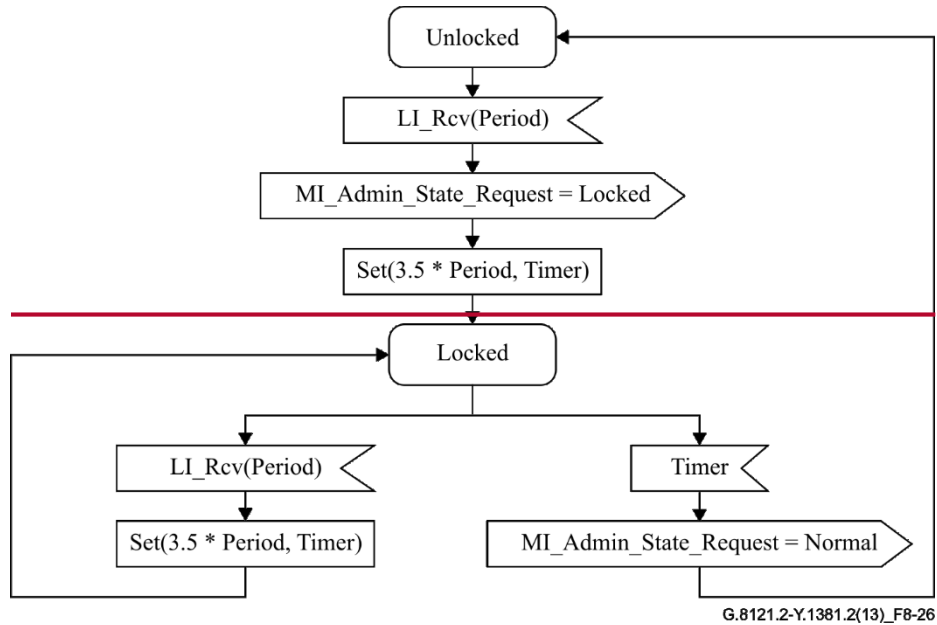 Unlocked
LI_Rcv(Period)
MI_Admin_State_Request = Locked
Set(3.5 * Period, Timer)
Locked
LI_Rcv(Period)
Timer
Set(3.5 * Period, Timer)
MI_Admin_State_Request = Normal
G.8121.2-Y.1381.2(13)_F8-26